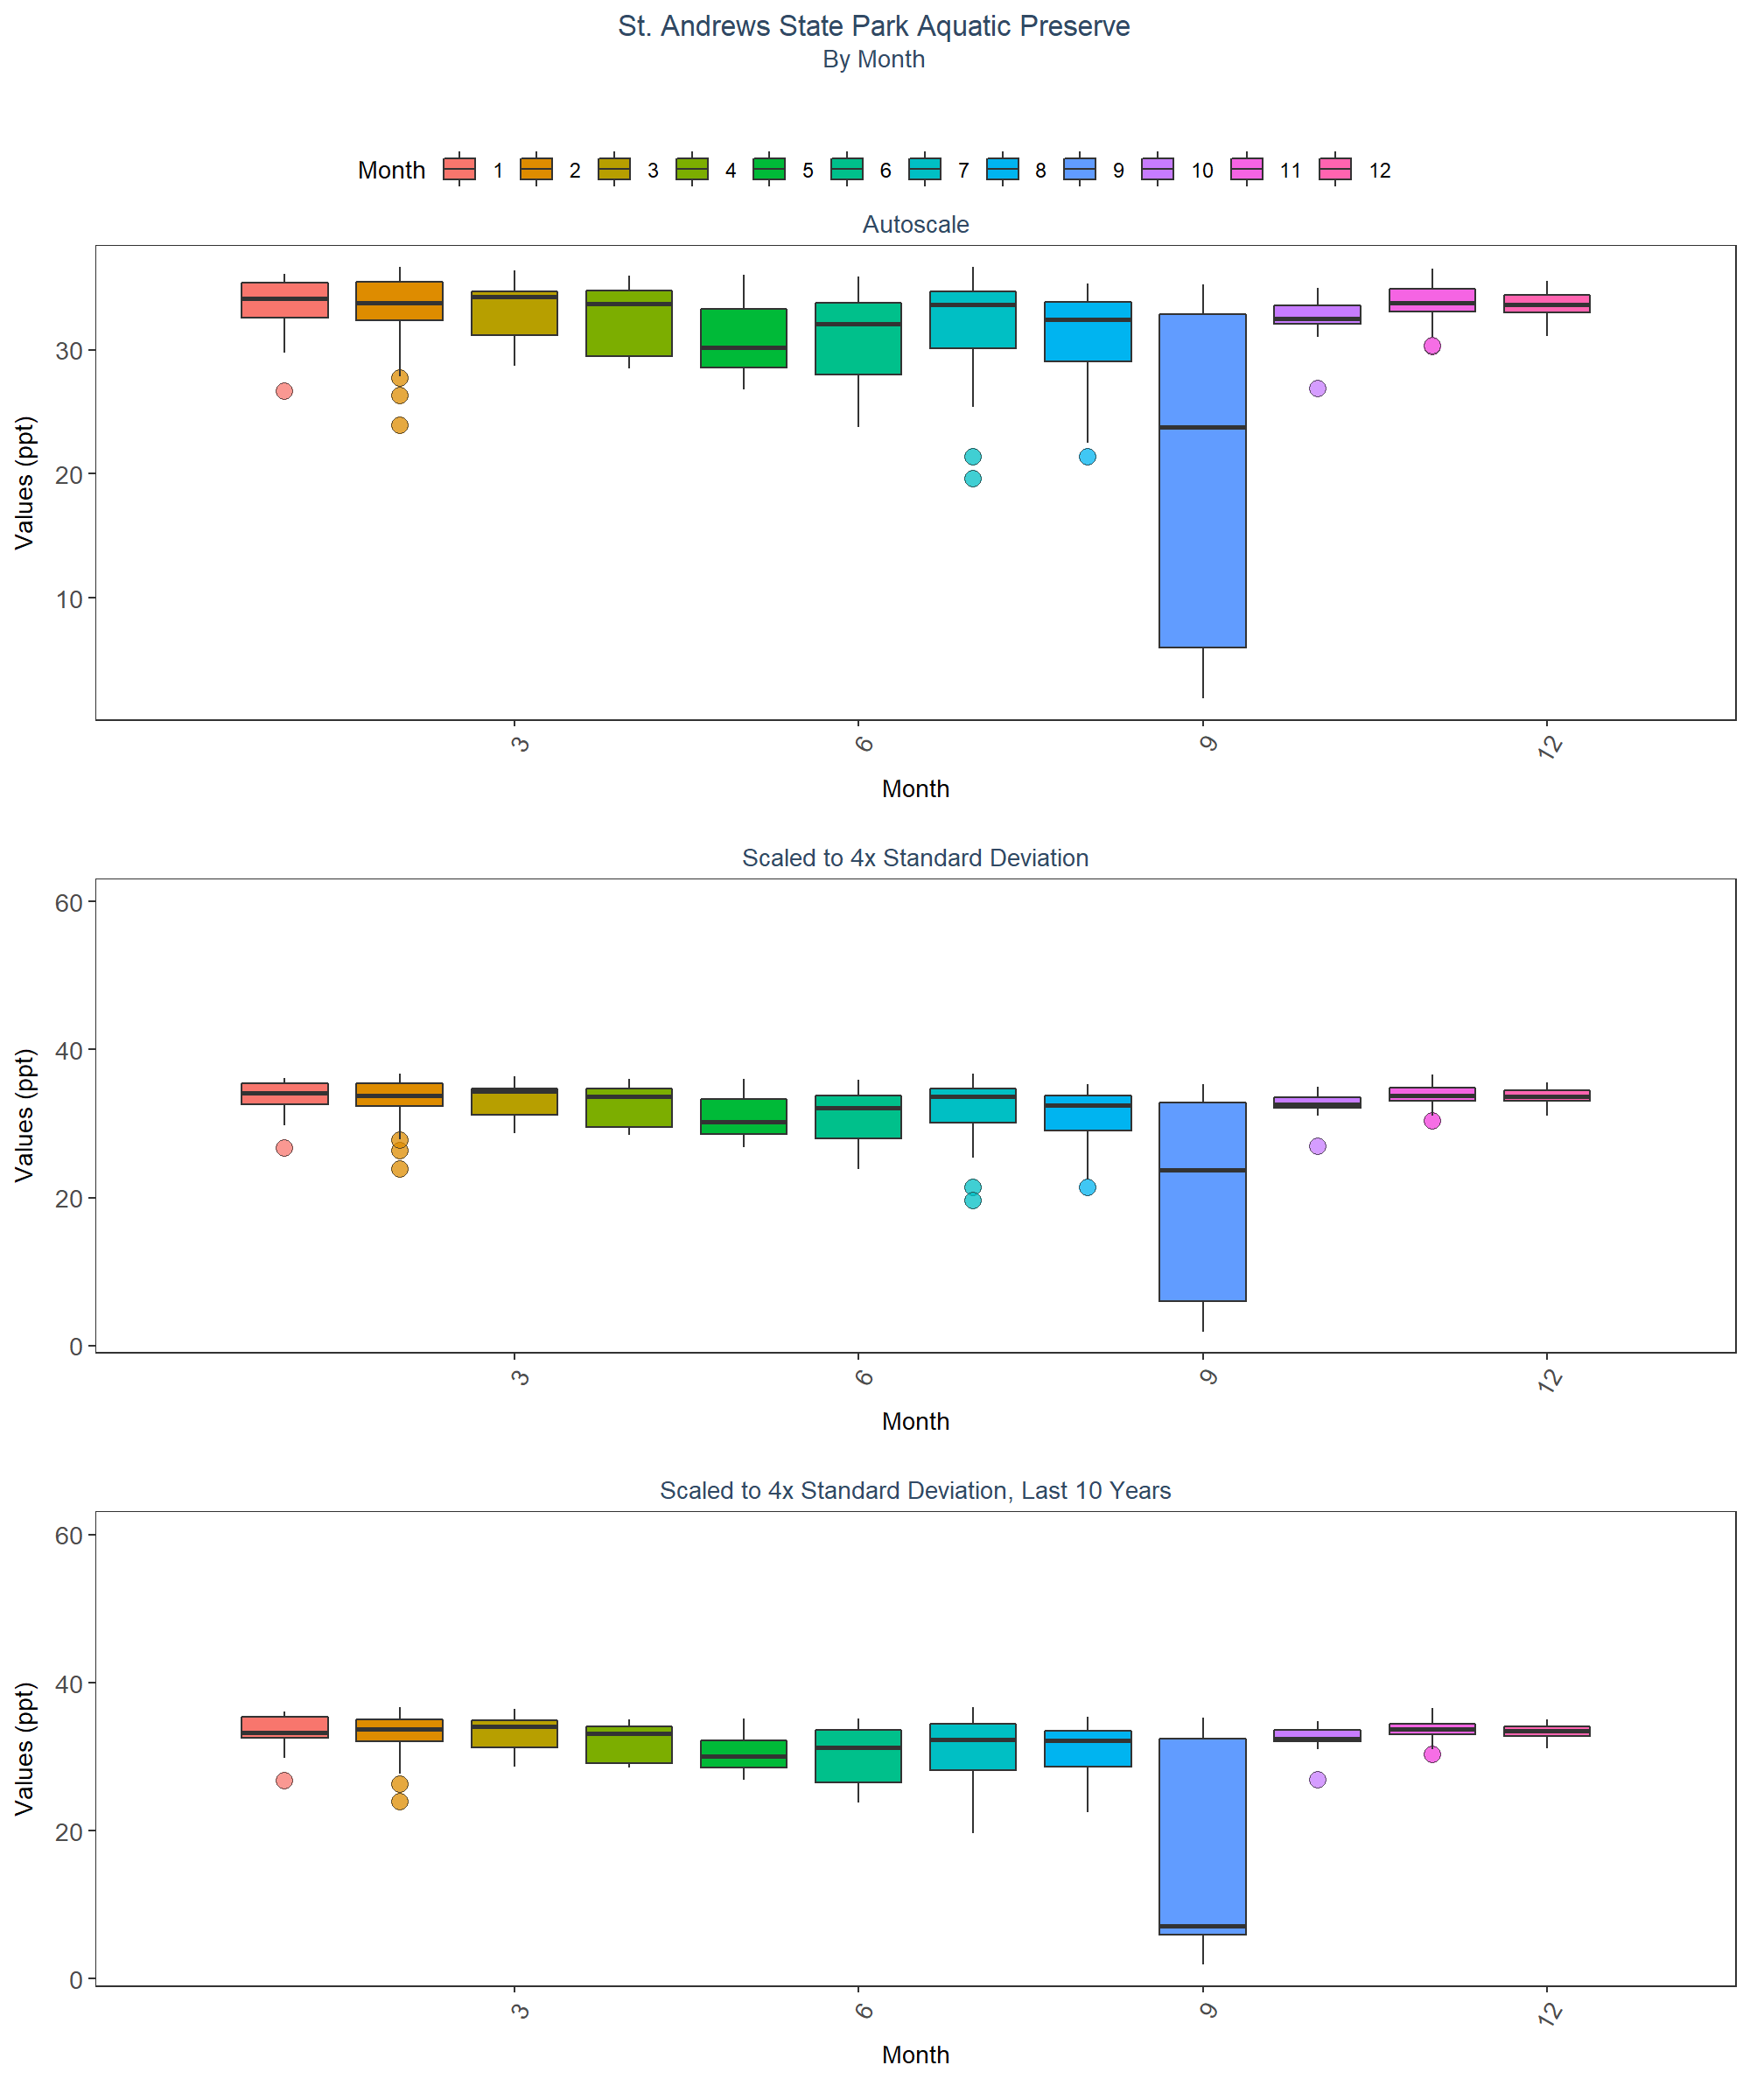 St. Andrews State Park Aquatic Preserve
By Month
Month 1 2 3 4 5 6 7 8 9 10 11 12
Autoscale
Values (ppt)
30
20
10
3 6 9 12
Month
Scaled to 4x Standard Deviation
Values (ppt)
60
40
20
0
3 6 9 12
Month
Scaled to 4x Standard Deviation, Last 10 Years
Values (ppt)
60
40
20
0
3 6 9 12
Month